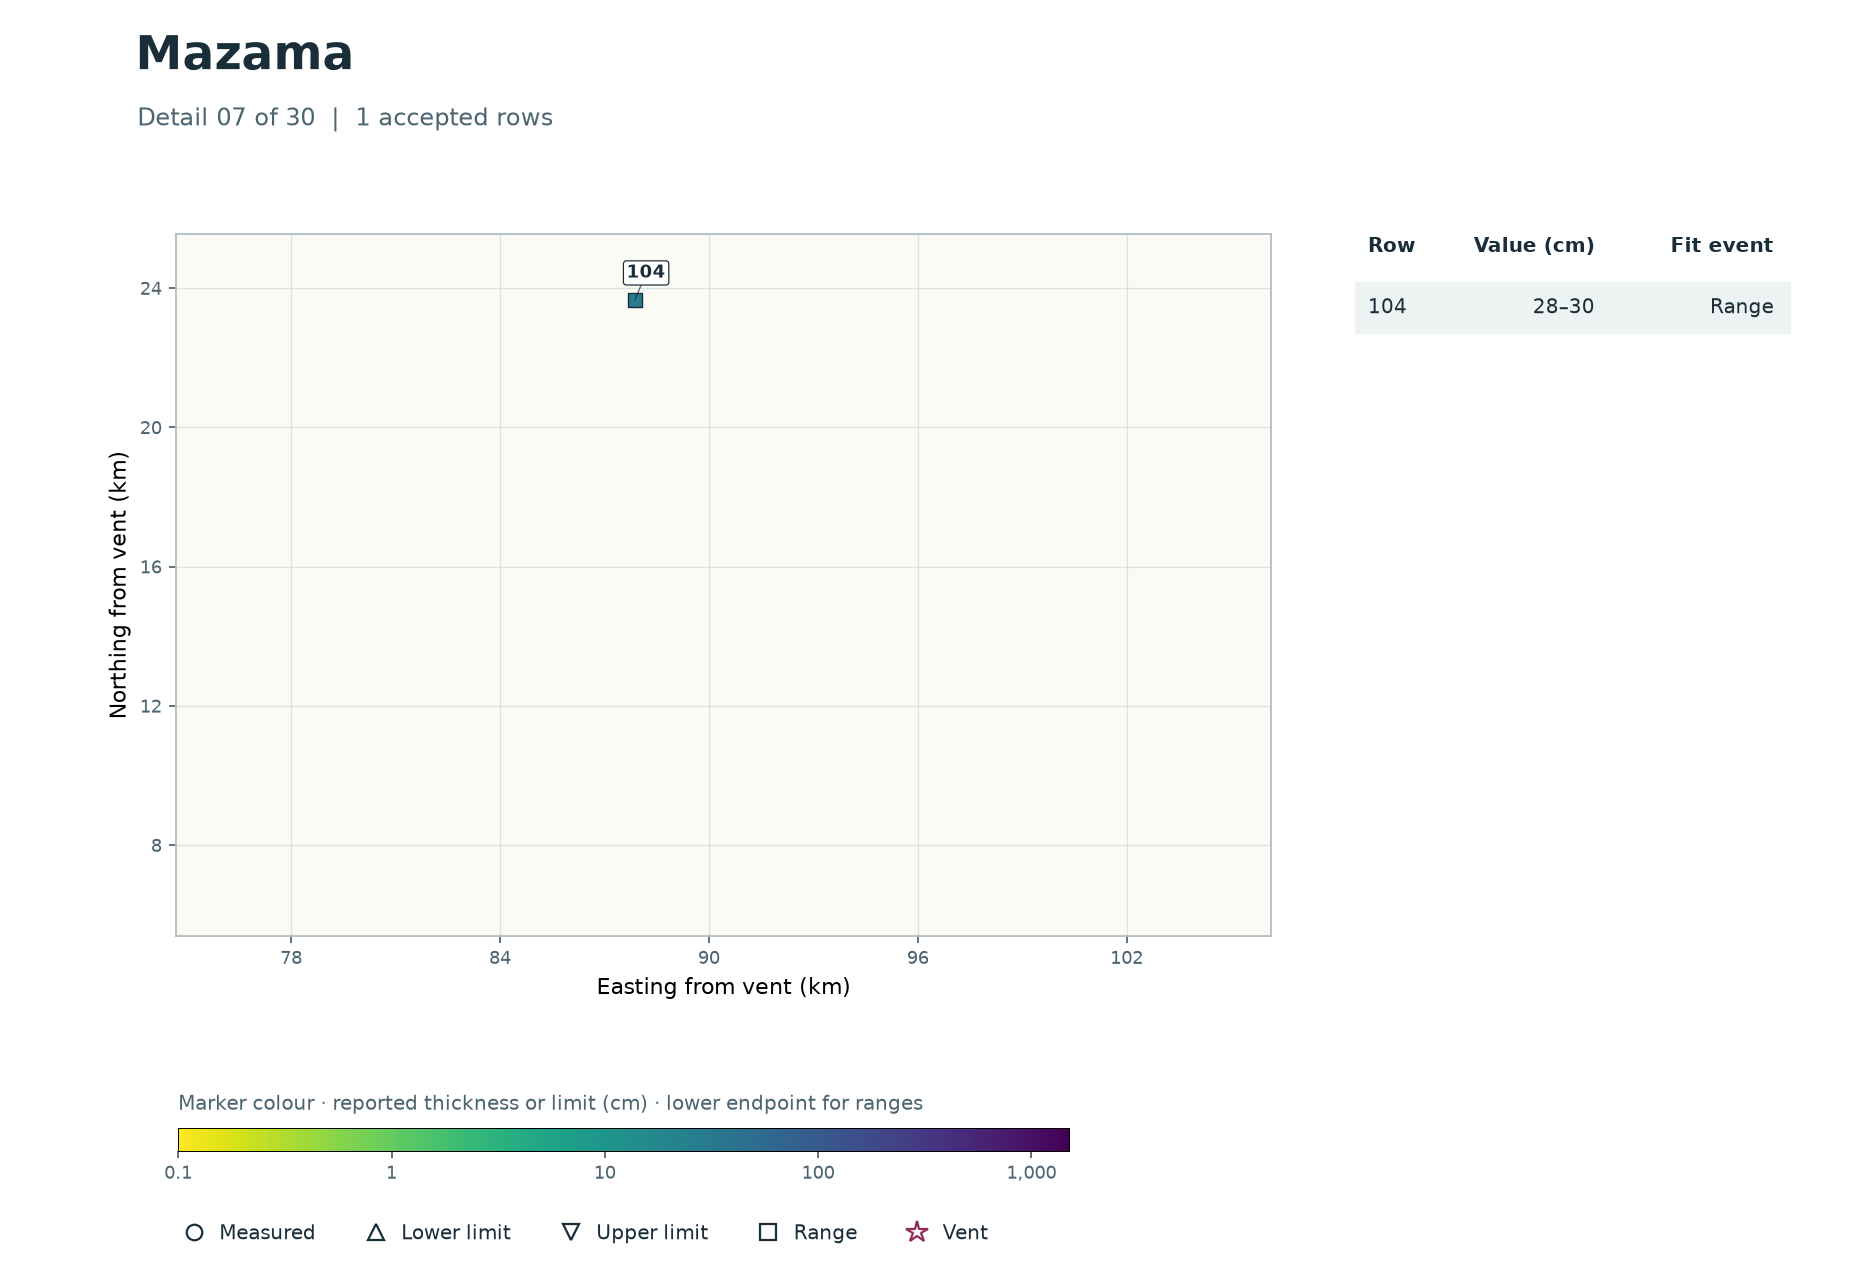 Mazama
Detail 07 of 30 | 1 accepted rows
Row Value (cm) Fit event
104 28–30 Range
104
24
20
16
12
8
Northing from vent (km)
78 84 90 96 102
Easting from vent (km)
Marker colour · reported thickness or limit (cm) · lower endpoint for ranges
0.1 1 10 100 1,000
Measured Lower limit Upper limit Range Vent